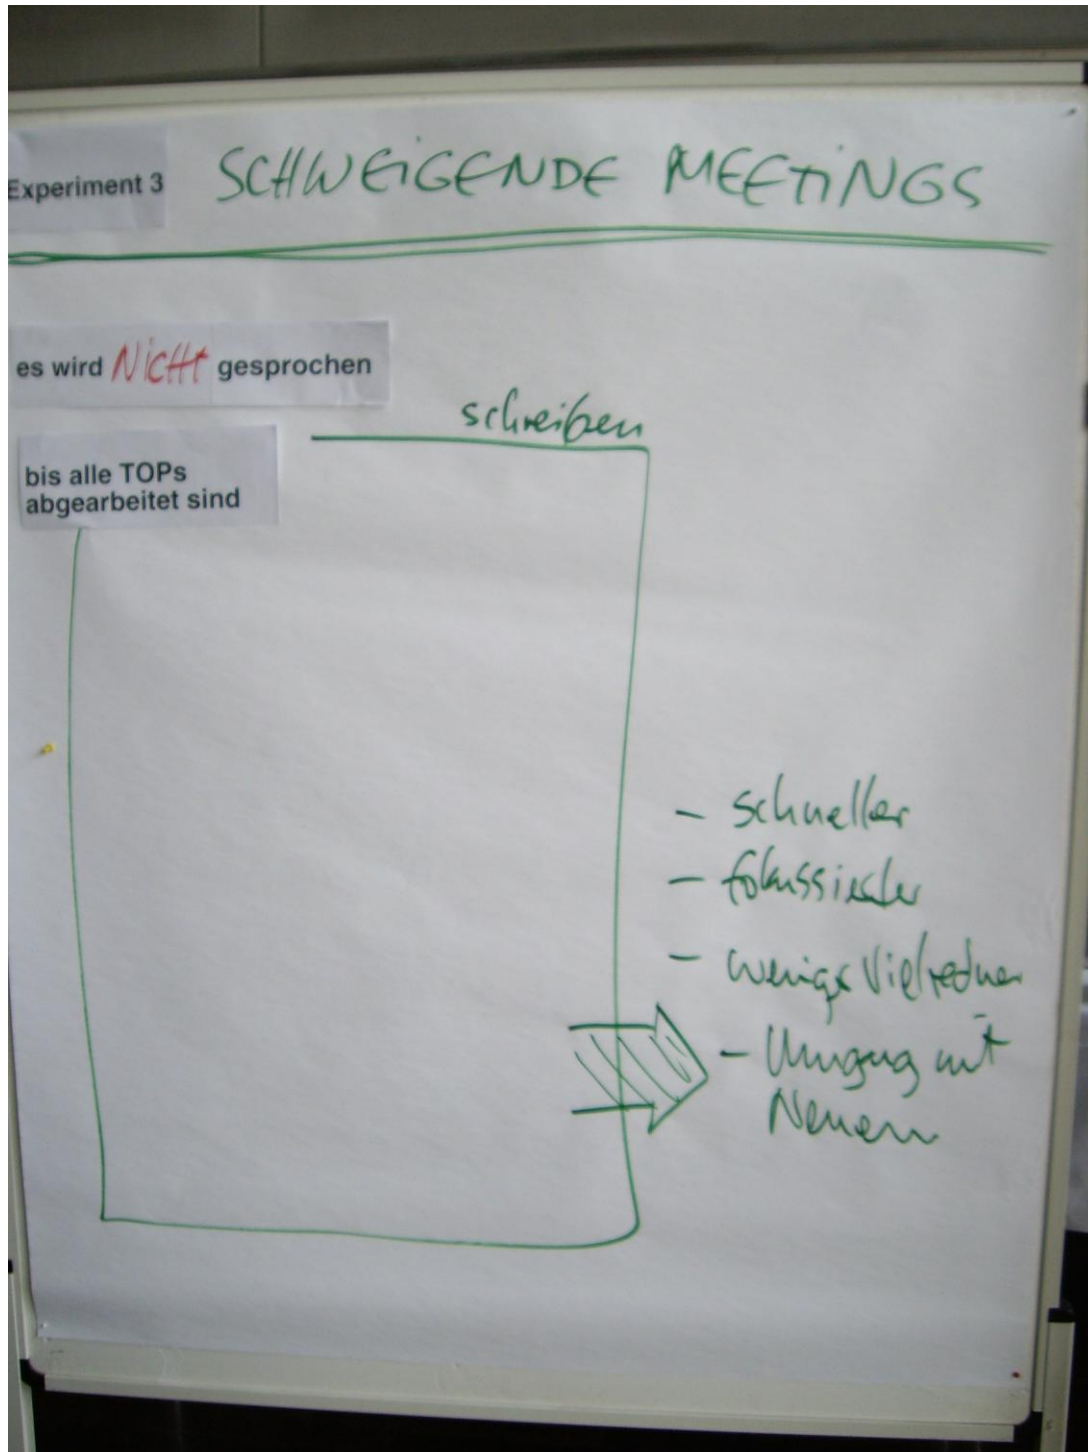 Experiment 3 SCHWEIGENDE MEETINGS
es wird NICHT gesprochen
schreiben
bis alle TOPs
abgearbeitet sind
- schneller
- fokussierter
- weniger Vielredner
- Umgang mit
Neuem